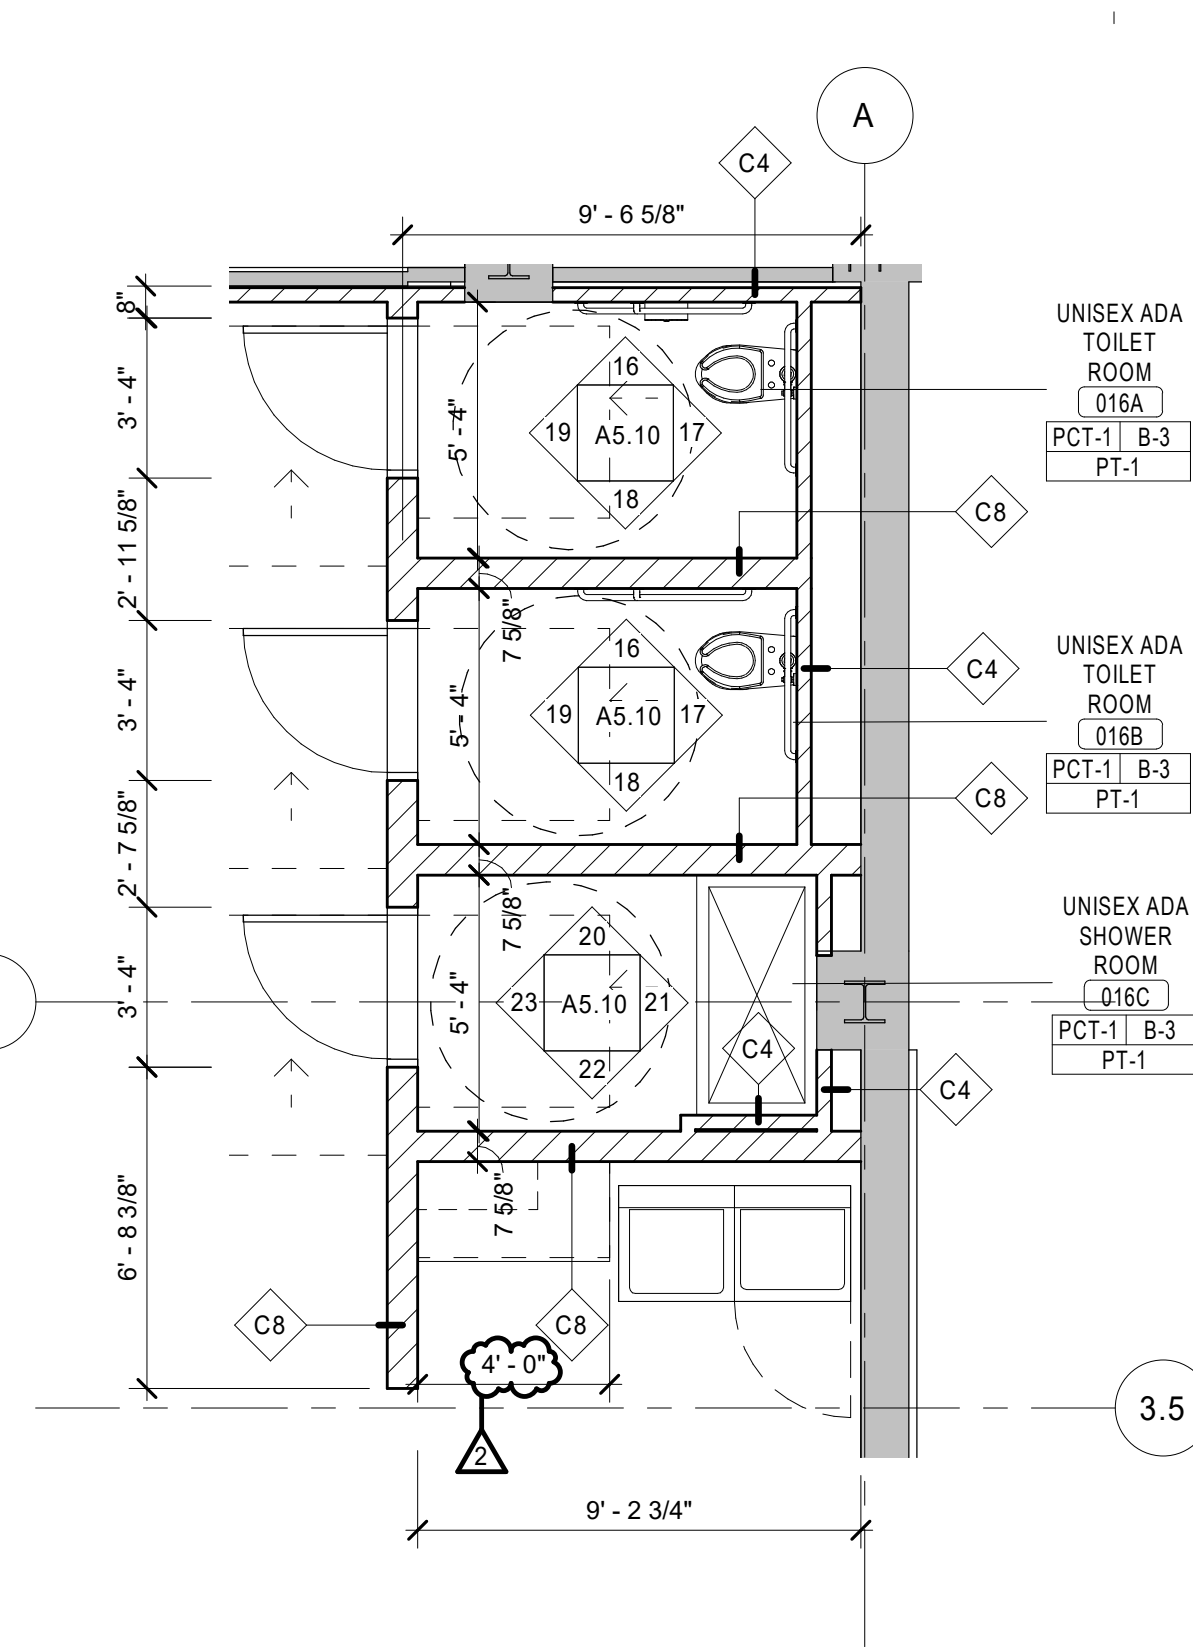 A
C4
9' - 6 5/8"
8"
3' - 4"
2' - 11 5/8"
3' - 4"
2' - 7 5/8"
3' - 4"
6' - 8 3/8"
5' - 4"
16
19
A5.10
17
18
UNISEX ADA
TOILET
ROOM
016A
PCT-1 B-3
PT-1
C8
7 5/8"
5' - 4"
16
19
A5.10
17
18
C4
UNISEX ADA
TOILET
ROOM
016B
PCT-1 B-3
PT-1
C8
7 5/8"
5' - 4"
20
23
A5.10
21
22
C4
UNISEX ADA
SHOWER
ROOM
016C
PCT-1 B-3
PT-1
C4
7 5/8"
C8
C8
4' - 0"
2
3.5
9' - 2 3/4"